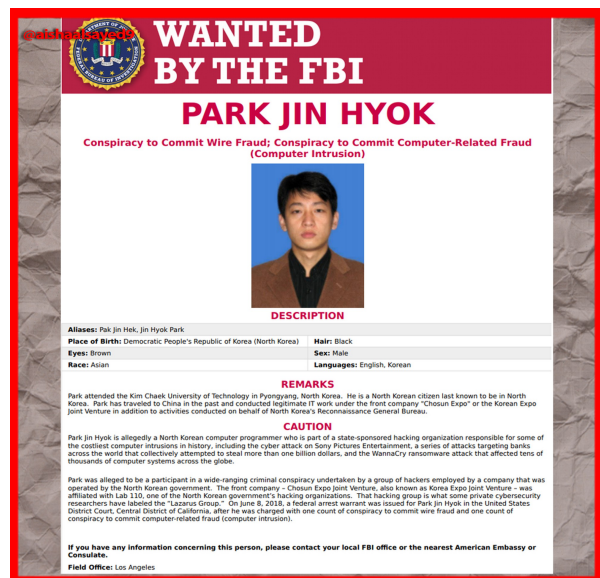 @aishaalsayed9
WANTED
BY THE FBI
PARK JIN HYOK
Conspiracy to Commit Wire Fraud; Conspiracy to Commit Computer-Related Fraud
(Computer Intrusion)
DESCRIPTION
Aliases: Pak Jin Hek, Jin Hyok Park
Place of Birth: Democratic People's Republic of Korea (North Korea) Hair: Black
Eyes: Brown Sex: Male
Race: Asian Languages: English, Korean
REMARKS
Park attended the Kim Chaek University of Technology in Pyongyang, North Korea. He is a North Korean citizen last known to be in North
Korea. Park has traveled to China in the past and conducted legitimate IT work under the front company "Chosun Expo" or the Korean Expo
Joint Venture in addition to activities conducted on behalf of North Korea's Reconnaissance General Bureau.
CAUTION
Park Jin Hyok is allegedly a North Korean computer programmer who is part of a state-sponsored hacking organization responsible for some of
the costliest computer intrusions in history, including the cyber attack on Sony Pictures Entertainment, a series of attacks targeting banks
across the world that collectively attempted to steal more than one billion dollars, and the WannaCry ransomware attack that affected tens of
thousands of computer systems across the globe.
Park was alleged to be a participant in a wide-ranging criminal conspiracy undertaken by a group of hackers employed by a company that was
operated by the North Korean government. The front company – Chosun Expo Joint Venture, also known as Korea Expo Joint Venture – was
affiliated with Lab 110, one of the North Korean government's hacking organizations. That hacking group is what some private cybersecurity
researchers have labeled the "Lazarus Group." On June 8, 2018, a federal arrest warrant was issued for Park Jin Hyok in the United States
District Court, Central District of California, after he was charged with one count of conspiracy to commit wire fraud and one count of
conspiracy to commit computer-related fraud (computer intrusion).
If you have any information concerning this person, please contact your local FBI office or the nearest American Embassy or
Consulate.
Field Office: Los Angeles